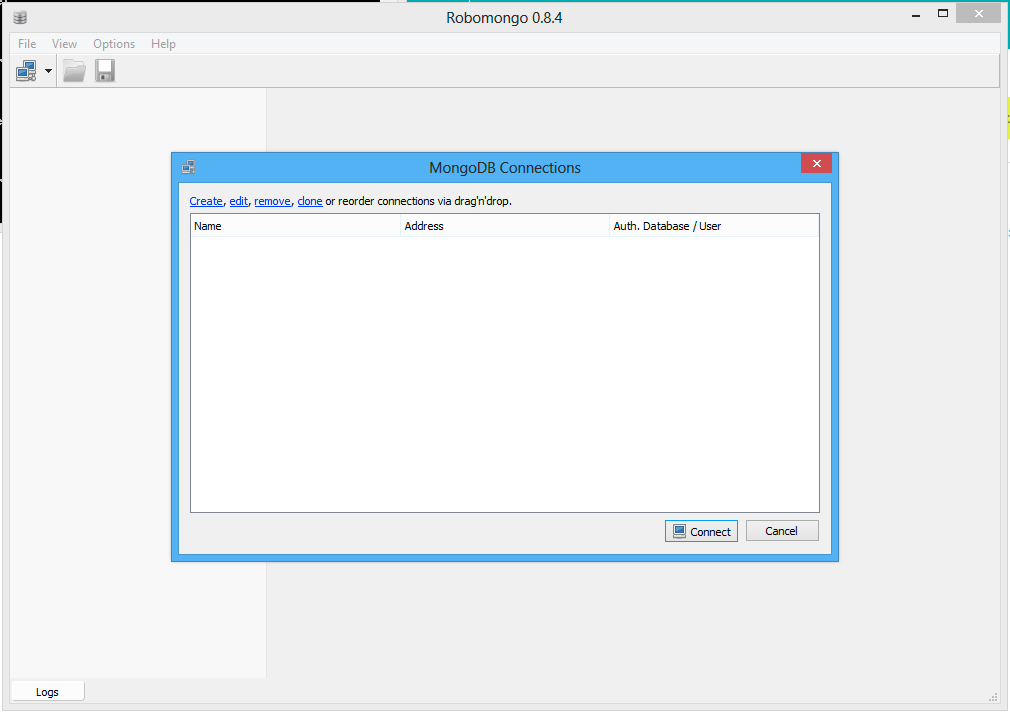 Robomongo 0.8.4
File View Options Help
MongoDB Connections
Create, edit, remove, clone or reorder connections via drag'n'drop.
Name Address Auth. Database / User
Connect Cancel
Logs